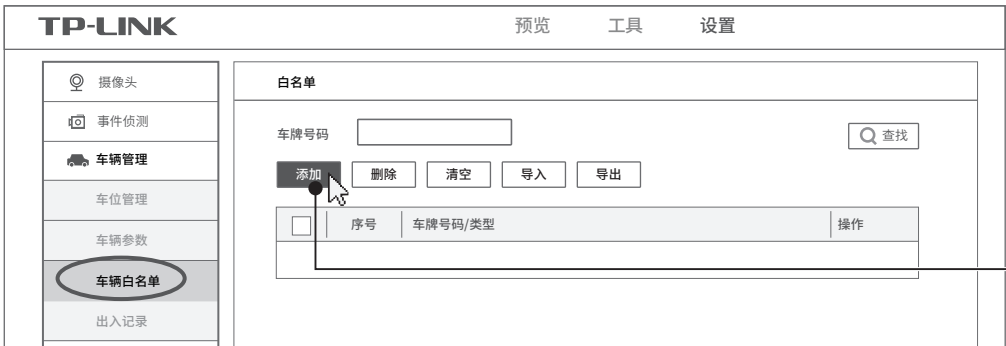 TP-LINK
预览 工具 设置
摄像头
事件侦测
车辆管理
车位管理
车辆参数
车辆白名单
出入记录
白名单
车牌号码
查找
添加 删除 清空 导入 导出
序号 车牌号码/类型 操作